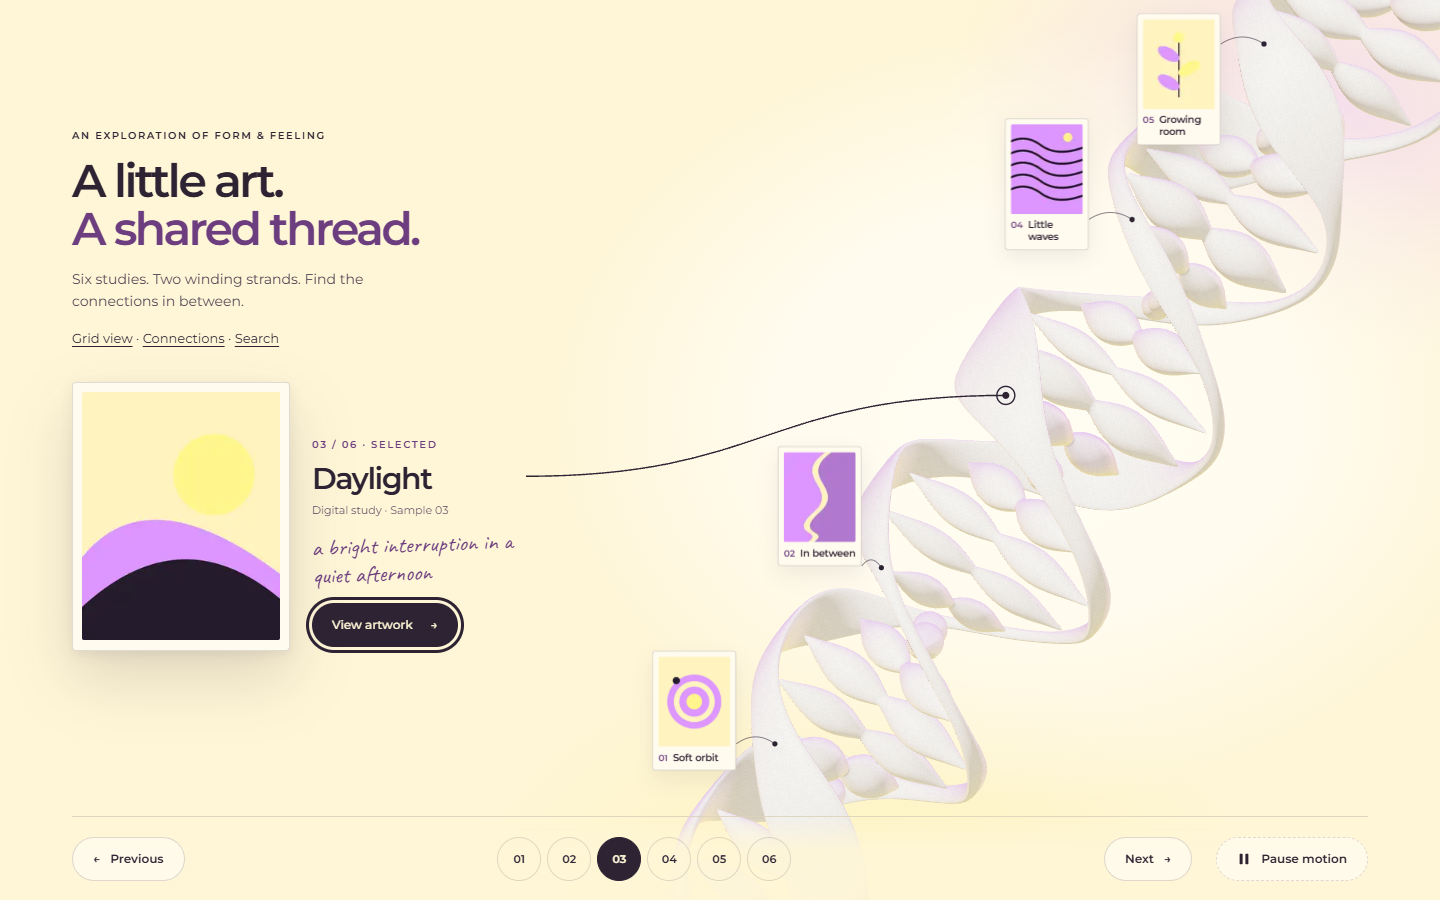 AN EXPLORATION OF FORM & FEELING
A little art.
A shared thread.
Six studies. Two winding strands. Find the
connections in between.
Grid view · Connections · Search
03 / 06 · SELECTED
Daylight
Digital study · Sample 03
a bright interruption in a
quiet afternoon
View artwork →
05 Growing
room
04 Little
waves
02 In between
01 Soft orbit
← Previous
01 02 03 04 05 06
Next →
Pause motion